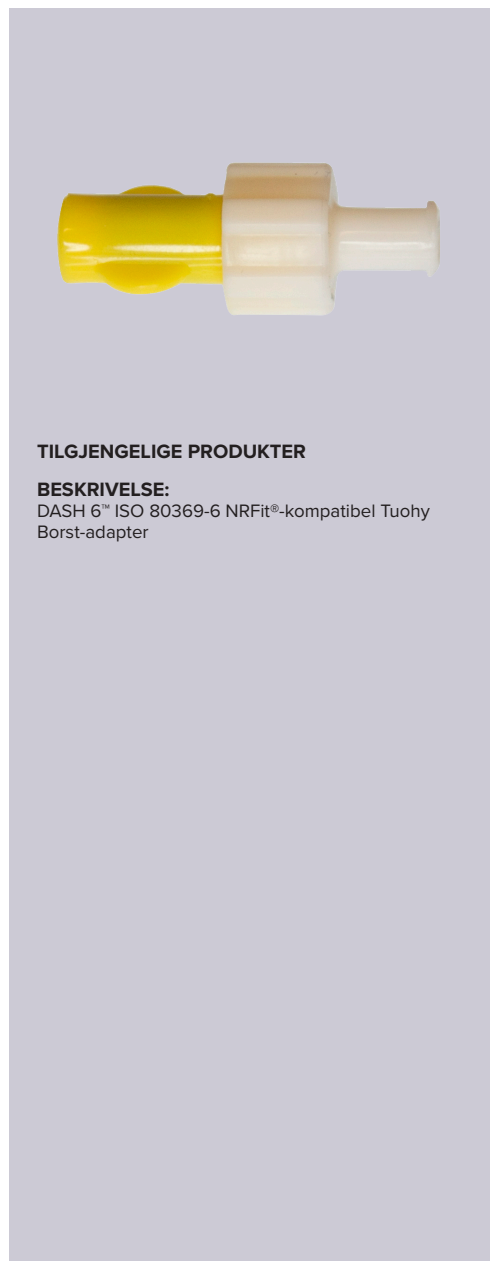 TILGJENGELIGE PRODUKTER
BESKRIVELSE:
DASH 6™ ISO 80369-6 NRFit®-kompatibel Tuohy
Borst-adapter